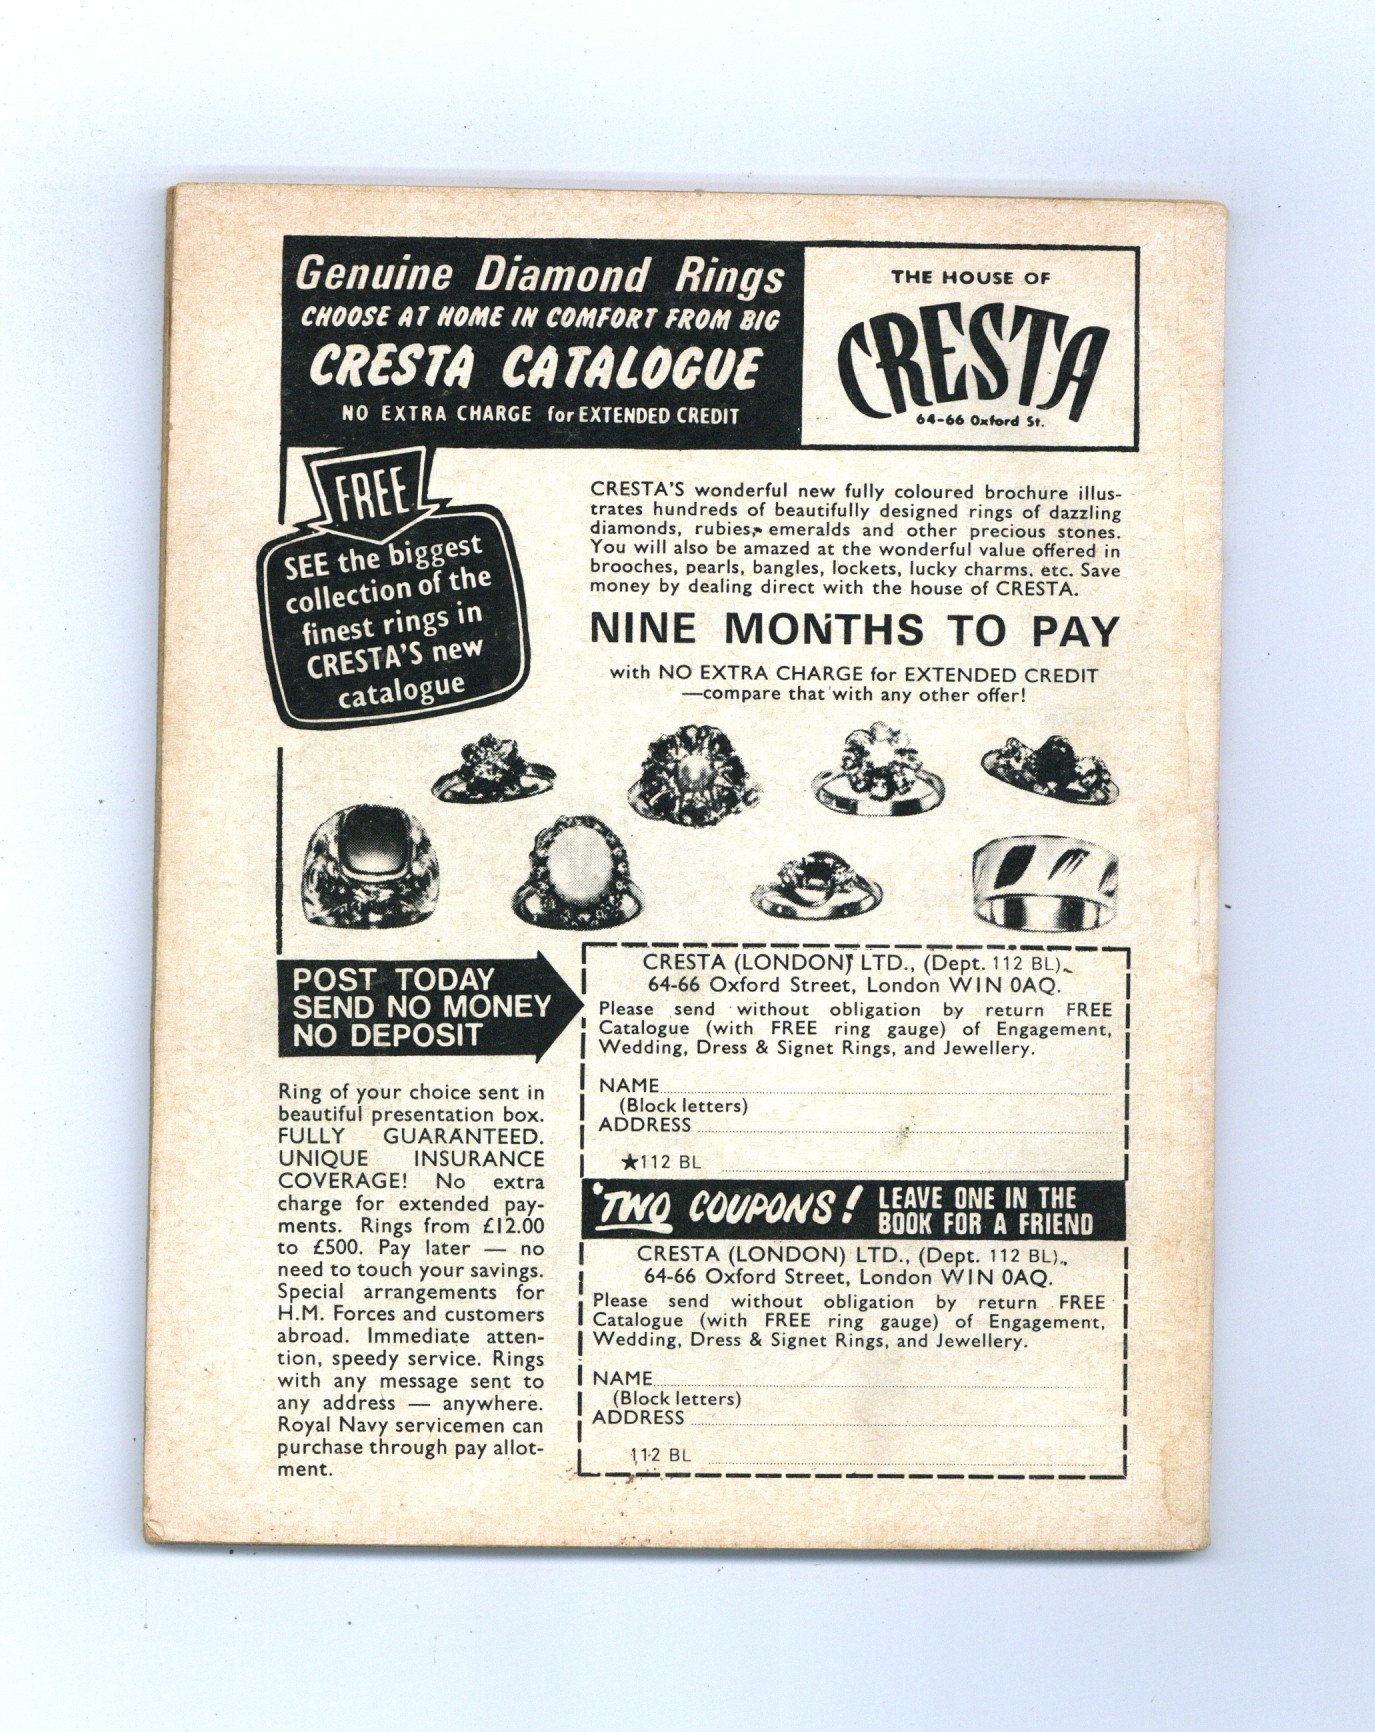 Genuine Diamond Rings
CHOOSE AT HOME IN COMFORT FROM BIG
CRESTA CATALOGUE
NO EXTRA CHARGE for EXTENDED CREDIT
THE HOUSE OF
CRESTA
64-66 Oxford St.
FREE
SEE the biggest
collection of the
finest rings in
CRESTA'S new
catalogue
CRESTA'S wonderful new fully coloured brochure illus-
trates hundreds of beautifully designed rings of dazzling
diamonds, rubies, emeralds and other precious stones.
You will also be amazed at the wonderful value offered in
brooches, pearls, bangles, lockets, lucky charms, etc. Save
money by dealing direct with the house of CRESTA.
NINE MONTHS TO PAY
with NO EXTRA CHARGE for EXTENDED CREDIT
—compare that with any other offer!
POST TODAY
SEND NO MONEY
NO DEPOSIT
Ring of your choice sent in
beautiful presentation box.
FULLY GUARANTEED.
UNIQUE INSURANCE
COVERAGE! No extra
charge for extended pay-
ments. Rings from £12.00
to £500. Pay later — no
need to touch your savings.
Special arrangements for
H.M. Forces and customers
abroad. Immediate atten-
tion, speedy service. Rings
with any message sent to
any address — anywhere.
Royal Navy servicemen can
purchase through pay allot-
ment.
CRESTA (LONDON) LTD., (Dept. 112 BL).,
64-66 Oxford Street, London W1N 0AQ.
Please send without obligation by return FREE
Catalogue (with FREE ring gauge) of Engagement,
Wedding, Dress & Signet Rings, and Jewellery.
NAME
(Block letters)
ADDRESS
★112 BL
'TWO COUPONS! LEAVE ONE IN THE
BOOK FOR A FRIEND
CRESTA (LONDON) LTD., (Dept. 112 BL).,
64-66 Oxford Street, London W1N 0AQ.
Please send without obligation by return FREE
Catalogue (with FREE ring gauge) of Engagement,
Wedding, Dress & Signet Rings, and Jewellery.
NAME
(Block letters)
ADDRESS
112 BL